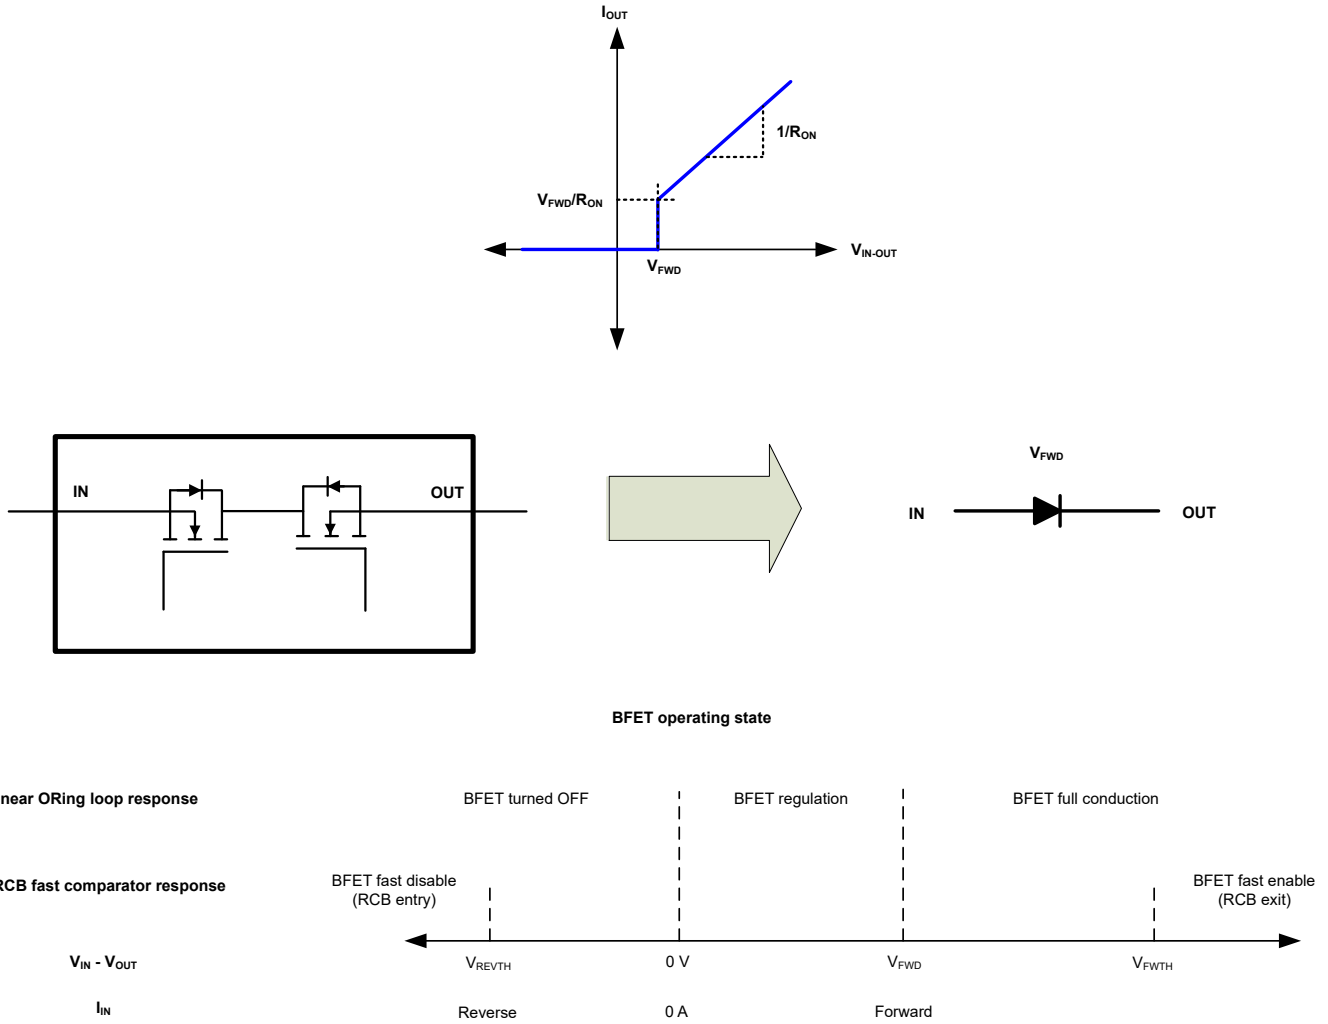 IOUT
1/RON
VFWD/RON
VIN-OUT
VFWD
VFWD
IN
OUT
IN
OUT
BFET operating state
near ORing loop response
BFET turned OFF
BFET regulation
BFET full conduction
RCB fast comparator response
BFET fast disable
(RCB entry)
BFET fast enable
(RCB exit)
VIN - VOUT
VREVTH
0 V
VFWD
VFWTH
IIN
Reverse
0 A
Forward